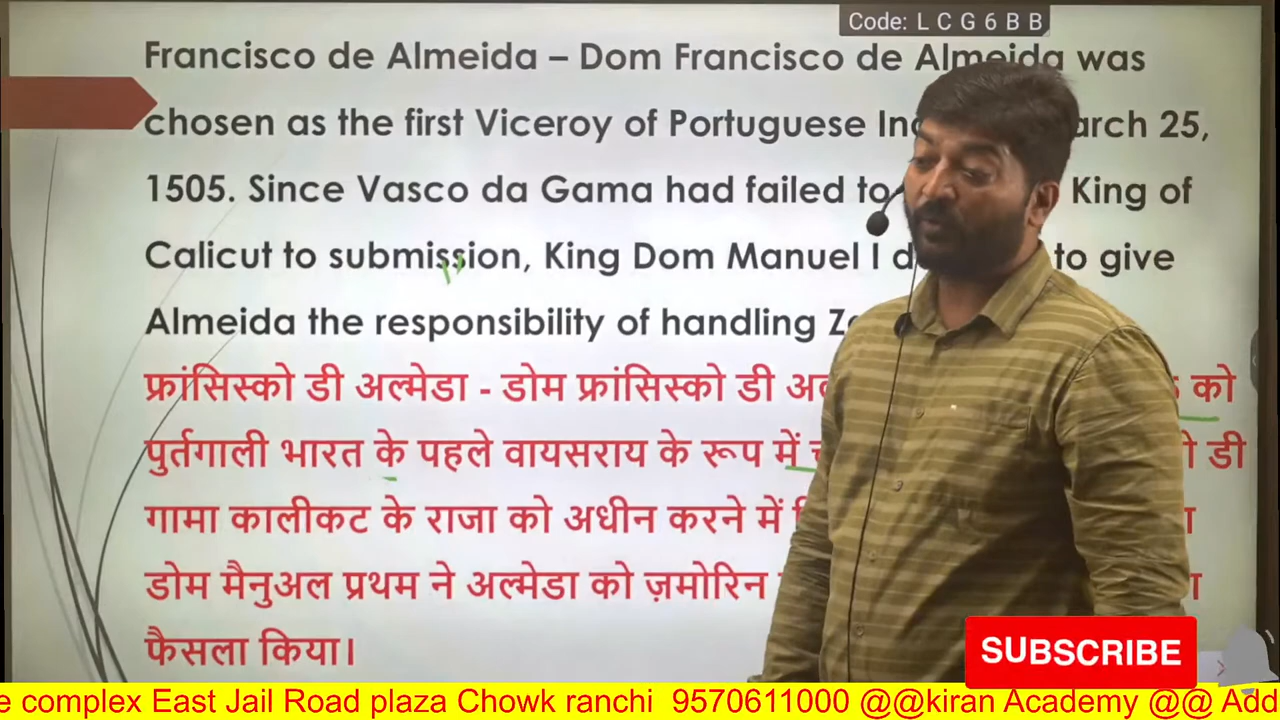 Code: L C G 6 B B
Francisco de Almeida – Dom Francisco de Almeida was
chosen as the first Viceroy of Portuguese 25,
1505. Since Vasco da Gama had failed to King of
Calicut to submission, King Dom Manuel I to give
Almeida the responsibility of handling
फ्रांसिस्को डी अल्मेडा - डोम फ्रांसिस्को डी को
पुर्तगाली भारत के पहले वायसराय के रूप में डी
गामा कालीकट के राजा को अधीन करने में
डोम मैनुअल प्रथम ने अल्मेडा को ज़मोरिन
फैसला किया।
SUBSCRIBE
complex East Jail Road plaza Chowk ranchi 9570611000 @@kiran Academy @@ Add